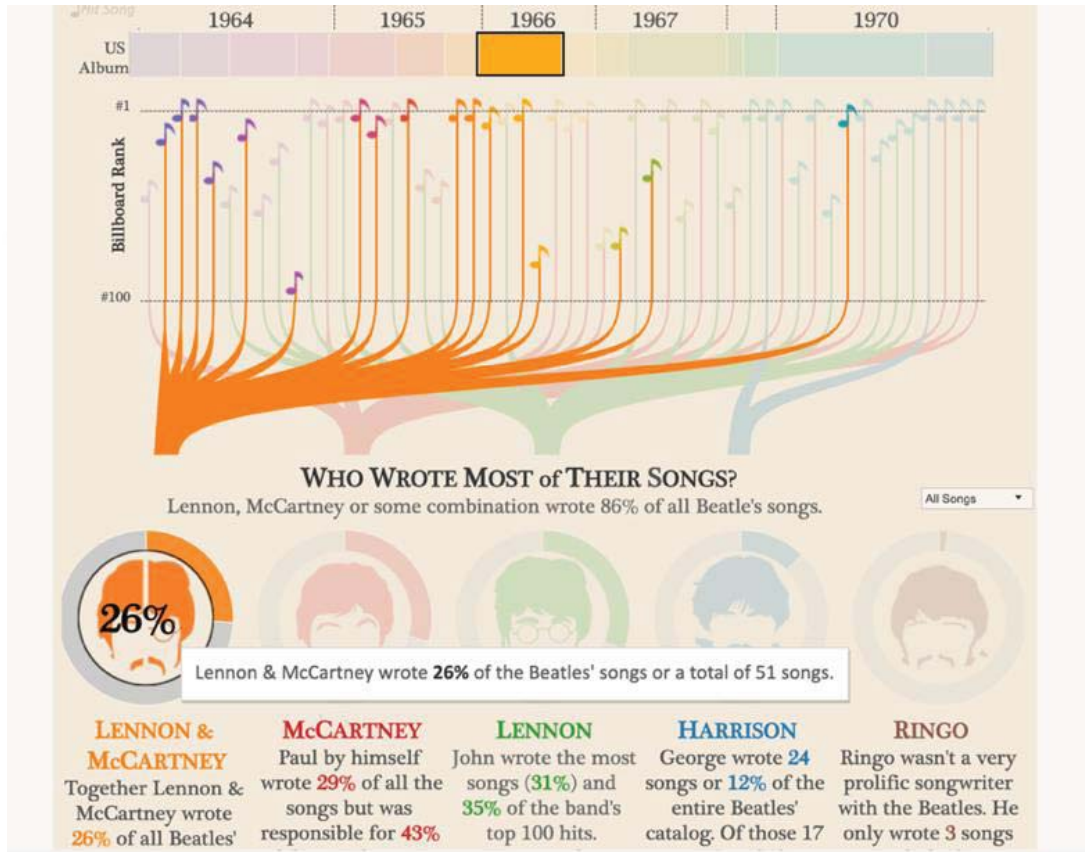 Hit Song
1964 1965 1966 1967 1970
US
Album
#1
Billboard Rank
#100
WHO WROTE MOST of THEIR SONGS?
Lennon, McCartney or some combination wrote 86% of all Beatle's songs.
All Songs
26%
Lennon & McCartney wrote 26% of the Beatles' songs or a total of 51 songs.
LENNON &
McCARTNEY
Together Lennon &
McCartney wrote
26% of all Beatles'
McCARTNEY
Paul by himself
wrote 29% of all the
songs but was
responsible for 43%
LENNON
John wrote the most
songs (31%) and
35% of the band's
top 100 hits.
HARRISON
George wrote 24
songs or 12% of the
entire Beatles'
catalog. Of those 17
RINGO
Ringo wasn't a very
prolific songwriter
with the Beatles. He
only wrote 3 songs